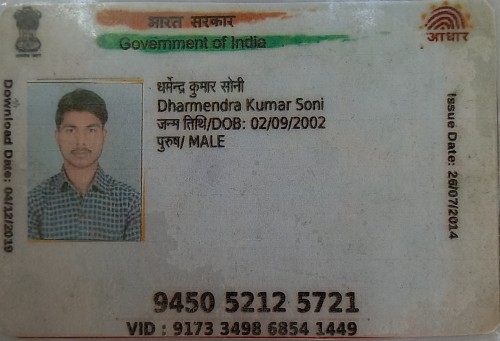 भारत सरकार
Government of India
आधार
धर्मेन्द्र कुमार सोनी
Dharmendra Kumar Soni
जन्म तिथि/DOB: 02/09/2002
पुरुष/ MALE
Download Date: 04/12/2019
Issue Date: 26/07/2014
9450 5212 5721
VID : 9173 3498 6854 1449